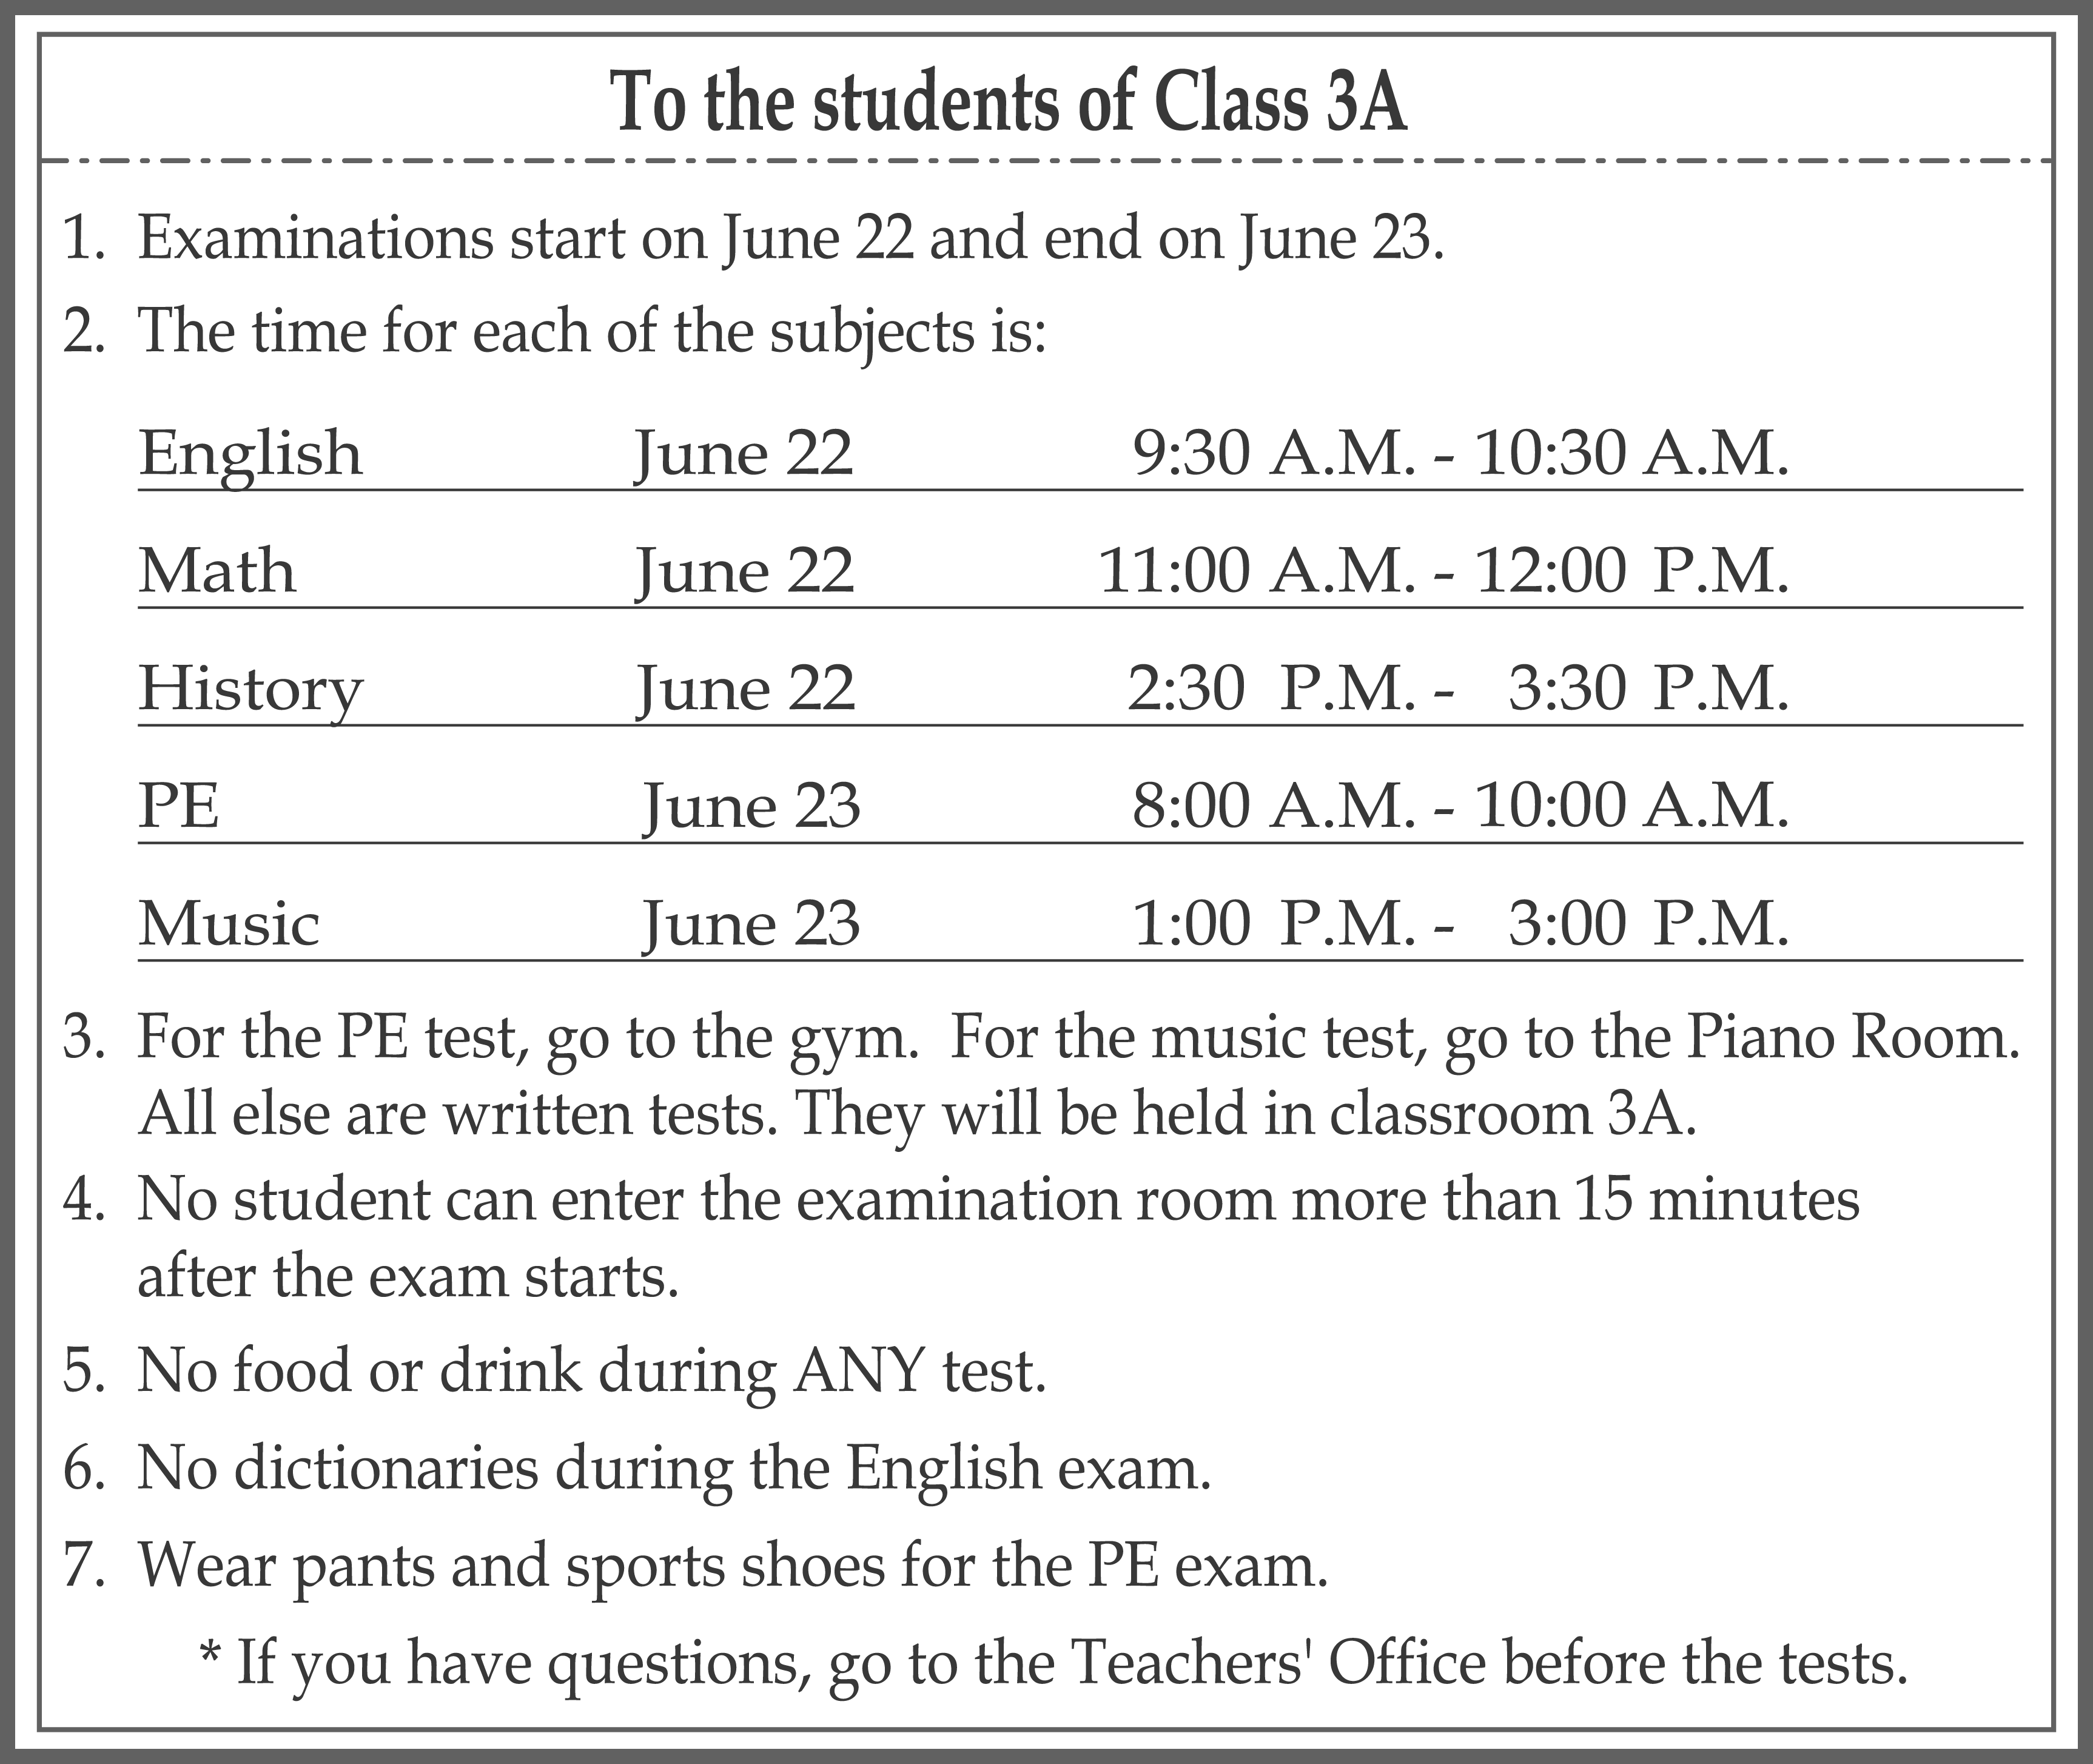 To the students of Class 3A
1. Examinations start on June 22 and end on June 23.
2. The time for each of the subjects is:
English June 22 9:30 A.M. - 10:30 A.M.
Math June 22 11:00 A.M. - 12:00 P.M.
History June 22 2:30 P.M. - 3:30 P.M.
PE June 23 8:00 A.M. - 10:00 A.M.
Music June 23 1:00 P.M. - 3:00 P.M.
3. For the PE test, go to the gym. For the music test, go to the Piano Room.
All else are written tests. They will be held in classroom 3A.
4. No student can enter the examination room more than 15 minutes
after the exam starts.
5. No food or drink during ANY test.
6. No dictionaries during the English exam.
7. Wear pants and sports shoes for the PE exam.
* If you have questions, go to the Teachers' Office before the tests.